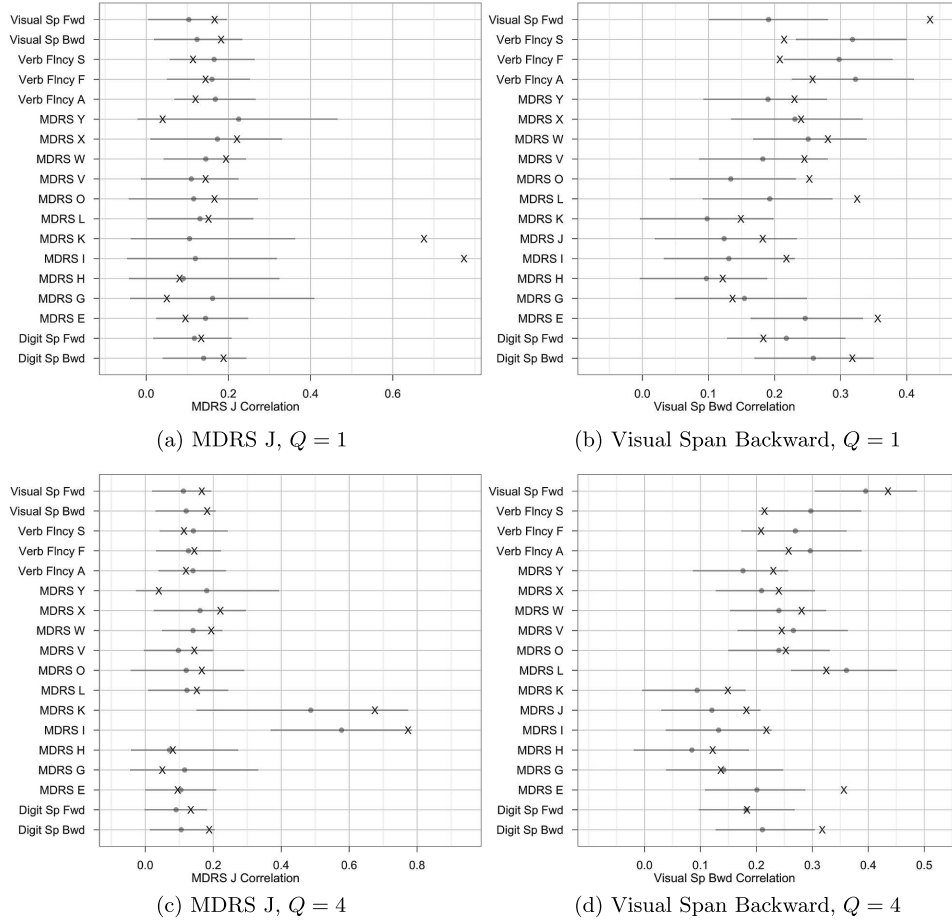 Visual Sp Fwd
Visual Sp Bwd
Verb Flncy S
Verb Flncy F
Verb Flncy A
MDRS Y
MDRS X
MDRS W
MDRS V
MDRS O
MDRS L
MDRS K
MDRS I
MDRS H
MDRS G
MDRS E
Digit Sp Fwd
Digit Sp Bwd
0.0 0.2 0.4 0.6
MDRS J Correlation
(a) MDRS J, Q = 1
Visual Sp Fwd
Verb Flncy S
Verb Flncy F
Verb Flncy A
MDRS Y
MDRS X
MDRS W
MDRS V
MDRS O
MDRS L
MDRS K
MDRS J
MDRS I
MDRS H
MDRS G
MDRS E
Digit Sp Fwd
Digit Sp Bwd
0.0 0.1 0.2 0.3 0.4
Visual Sp Bwd Correlation
(b) Visual Span Backward, Q = 1
Visual Sp Fwd
Visual Sp Bwd
Verb Flncy S
Verb Flncy F
Verb Flncy A
MDRS Y
MDRS X
MDRS W
MDRS V
MDRS O
MDRS L
MDRS K
MDRS I
MDRS H
MDRS G
MDRS E
Digit Sp Fwd
Digit Sp Bwd
0.0 0.2 0.4 0.6 0.8
MDRS J Correlation
(c) MDRS J, Q = 4
Visual Sp Fwd
Verb Flncy S
Verb Flncy F
Verb Flncy A
MDRS Y
MDRS X
MDRS W
MDRS V
MDRS O
MDRS L
MDRS K
MDRS J
MDRS I
MDRS H
MDRS G
MDRS E
Digit Sp Fwd
Digit Sp Bwd
0.0 0.1 0.2 0.3 0.4 0.5
Visual Sp Bwd Correlation
(d) Visual Span Backward, Q = 4